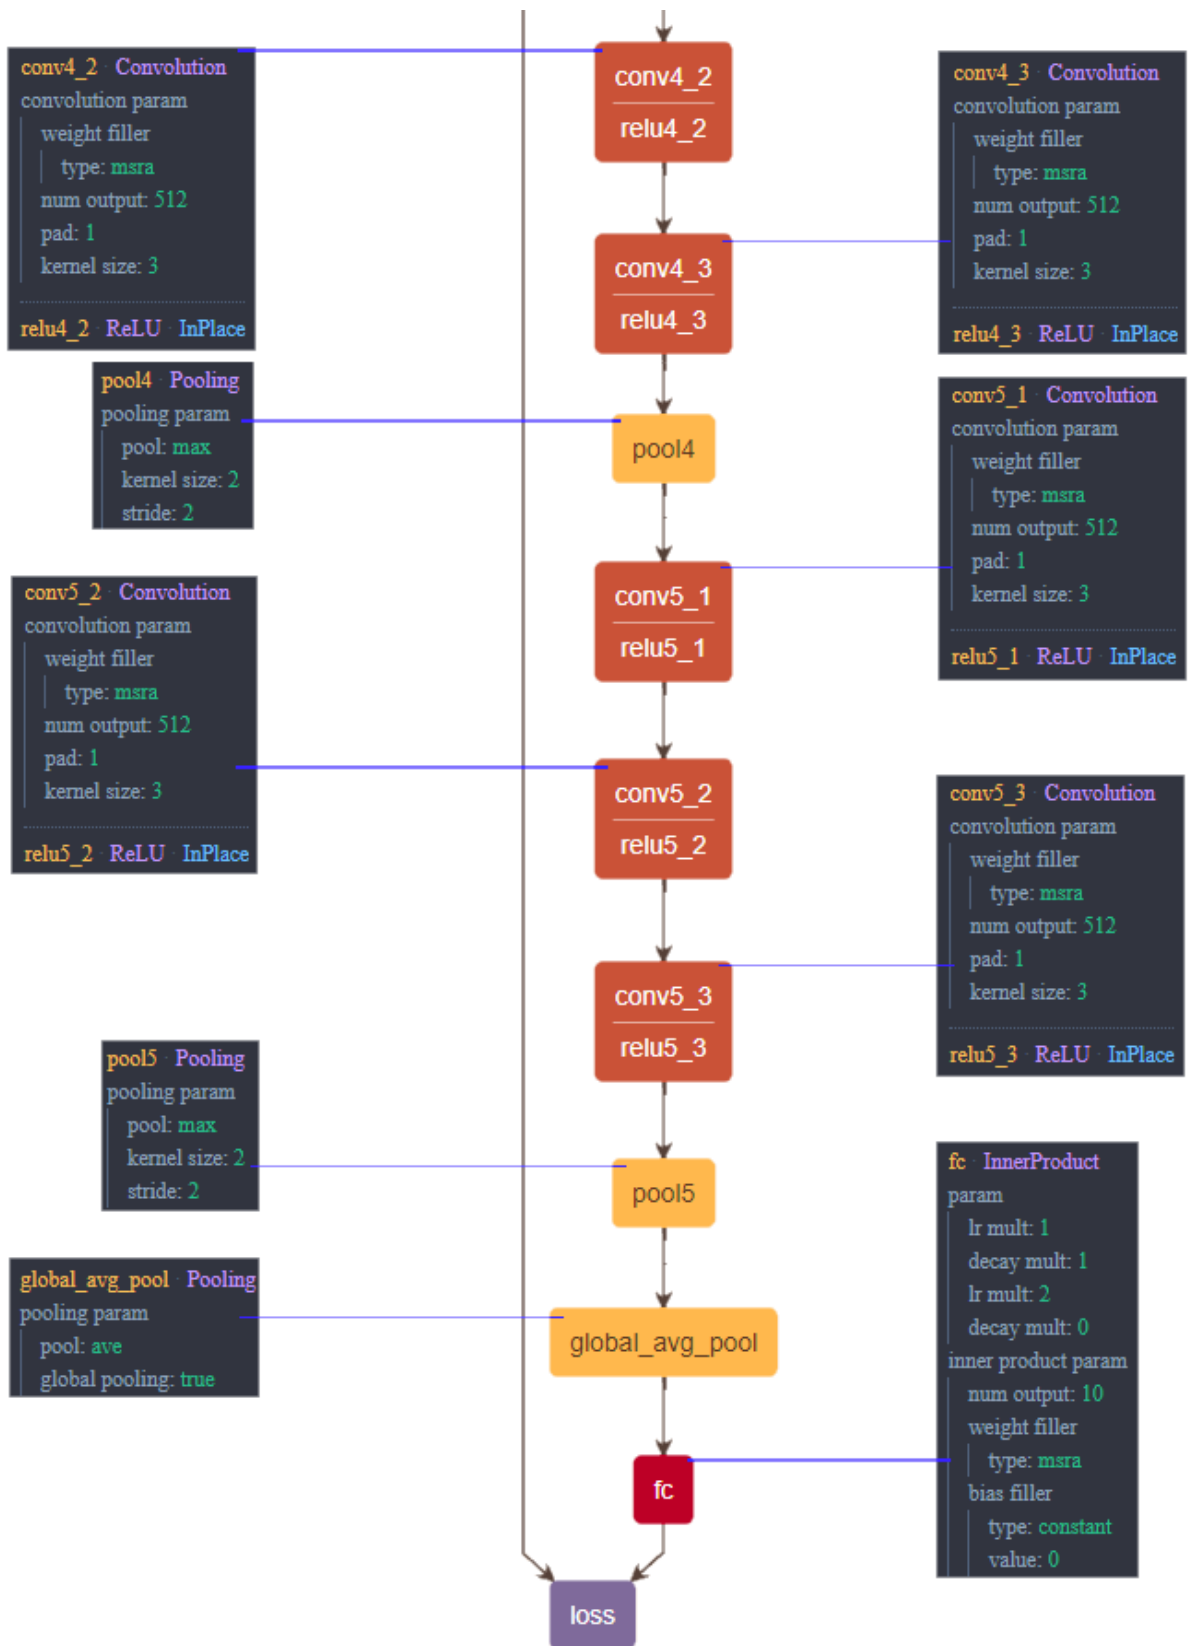 conv4_2 · Convolution
convolution param
weight filler
type: msra
num output: 512
pad: 1
kernel size: 3
relu4_2 · ReLU · InPlace
conv4_2
relu4_2
conv4_3 · Convolution
convolution param
weight filler
type: msra
num output: 512
pad: 1
kernel size: 3
relu4_3 · ReLU · InPlace
conv4_3
relu4_3
pool4 · Pooling
pooling param
pool: max
kernel size: 2
stride: 2
pool4
conv5_1 · Convolution
convolution param
weight filler
type: msra
num output: 512
pad: 1
kernel size: 3
relu5_1 · ReLU · InPlace
conv5_1
relu5_1
conv5_2 · Convolution
convolution param
weight filler
type: msra
num output: 512
pad: 1
kernel size: 3
relu5_2 · ReLU · InPlace
conv5_2
relu5_2
conv5_3 · Convolution
convolution param
weight filler
type: msra
num output: 512
pad: 1
kernel size: 3
relu5_3 · ReLU · InPlace
conv5_3
relu5_3
pool5 · Pooling
pooling param
pool: max
kernel size: 2
stride: 2
pool5
global_avg_pool · Pooling
pooling param
pool: ave
global pooling: true
global_avg_pool
fc · InnerProduct
param
lr mult: 1
decay mult: 1
lr mult: 2
decay mult: 0
inner product param
num output: 10
weight filler
type: msra
bias filler
type: constant
value: 0
fc
loss